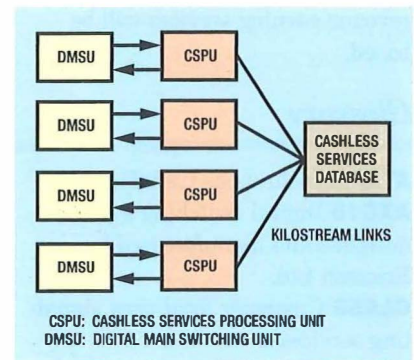 DMSU
CSPU
DMSU
CSPU
CASHLESS
SERVICES
DATABASE
DMSU
CSPU
KILOSTREAM LINKS
DMSU
CSPU
CSPU: CASHLESS SERVICES PROCESSING UNIT
DMSU: DIGITAL MAIN SWITCHING UNIT